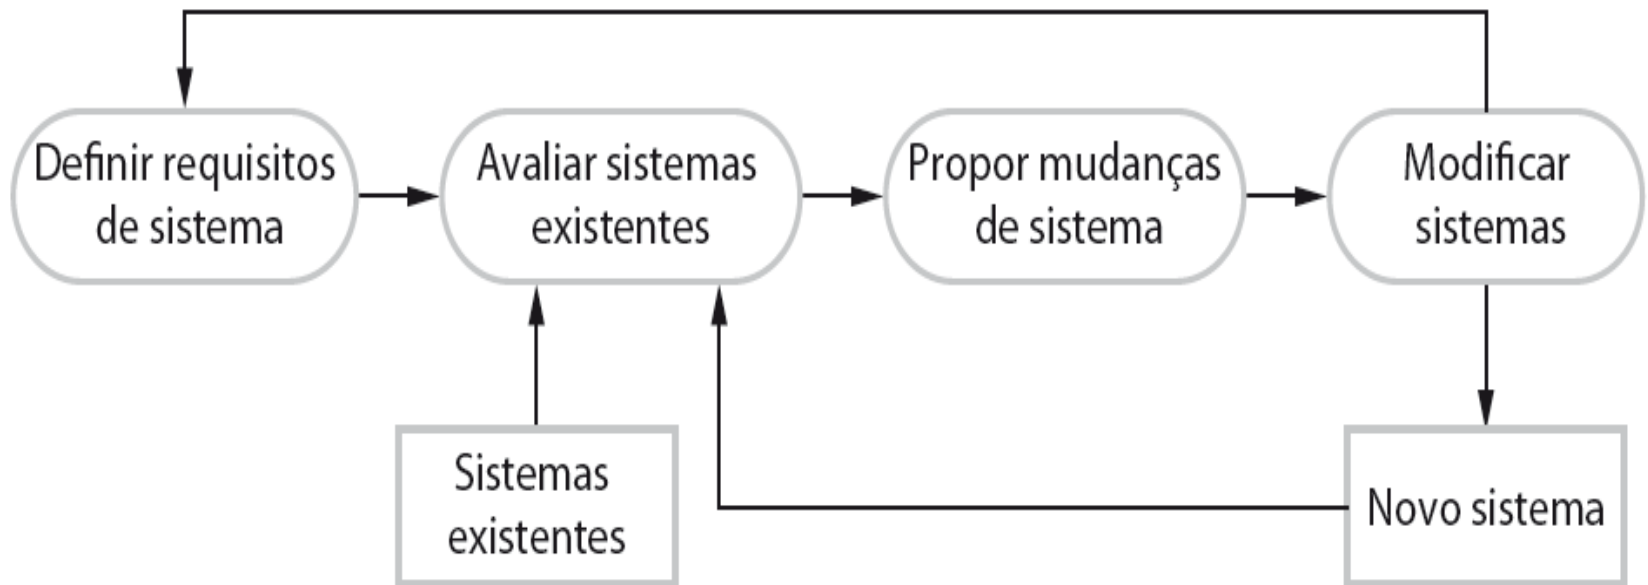 Definir requisitos
de sistema
Avaliar sistemas
existentes
Propor mudanças
de sistema
Modificar
sistemas
Sistemas
existentes
Novo sistema